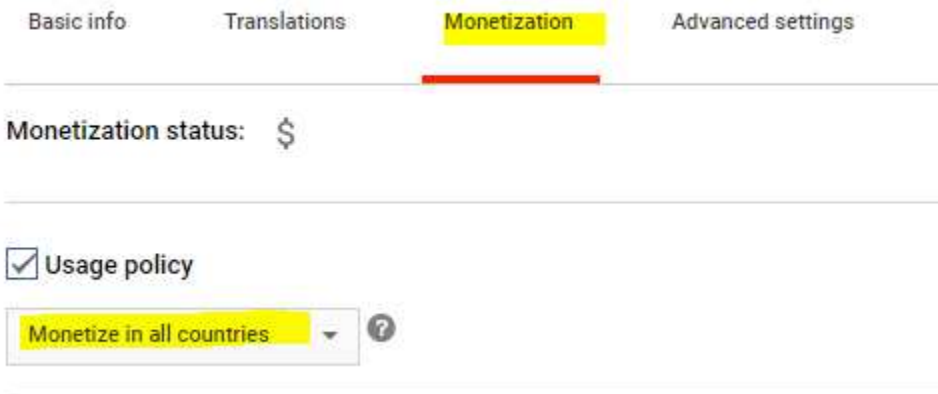 Basic info Translations Monetization Advanced settings
Monetization status: $
Usage policy
Monetize in all countries ?